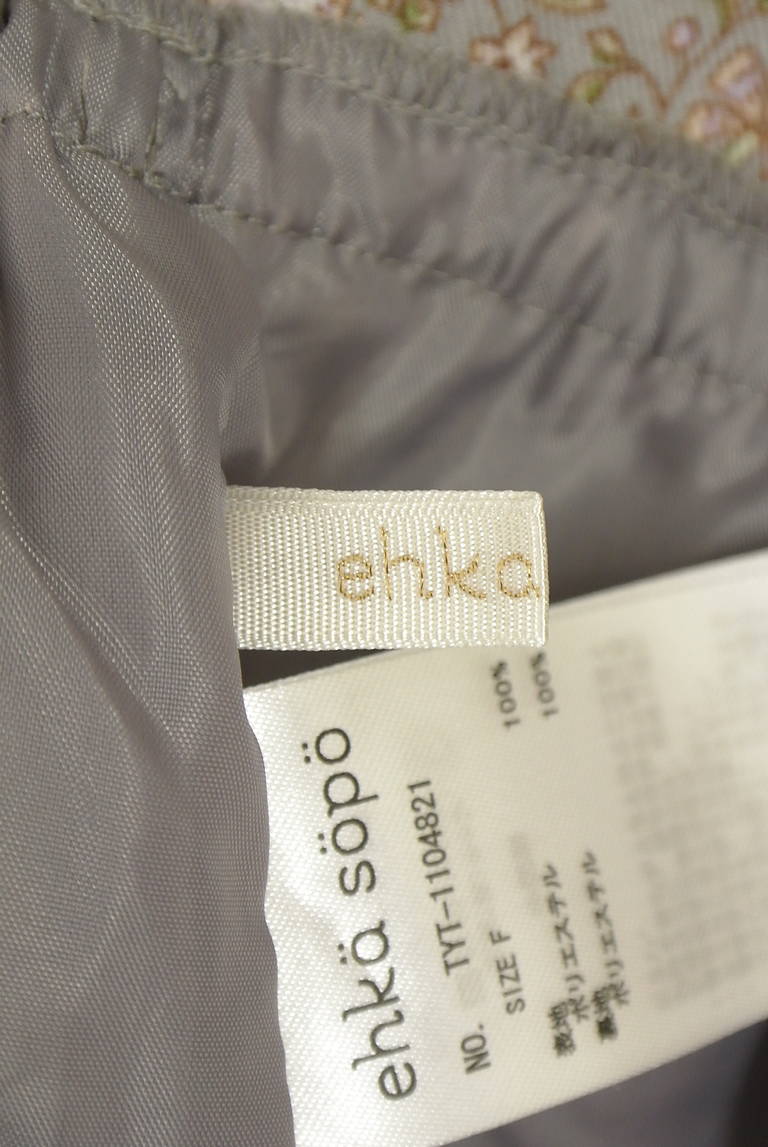 ehka
ehkä söpö
NO. TYT-1104821
SIZE F
表地
ポリエステル 100%
裏地
ポリエステル 100%